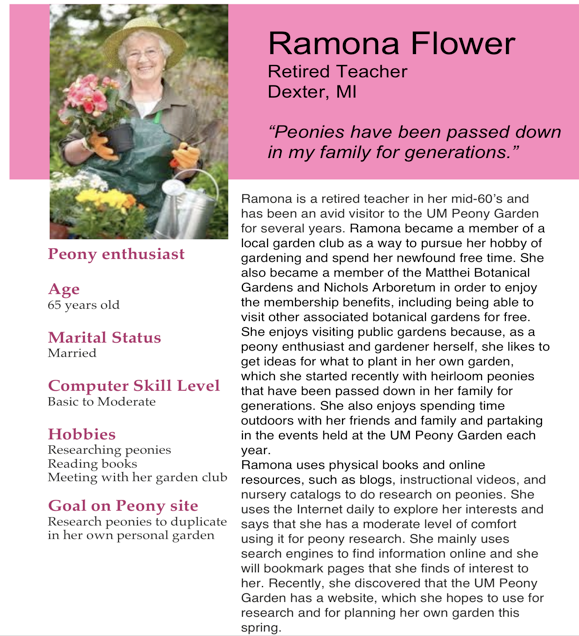 Ramona Flower
Retired Teacher
Dexter, MI
“Peonies have been passed down
in my family for generations.”
Peony enthusiast
Age
65 years old
Marital Status
Married
Computer Skill Level
Basic to Moderate
Hobbies
Researching peonies
Reading books
Meeting with her garden club
Goal on Peony site
Research peonies to duplicate
in her own personal garden
Ramona is a retired teacher in her mid-60’s and
has been an avid visitor to the UM Peony Garden
for several years. Ramona became a member of a
local garden club as a way to pursue her hobby of
gardening and spend her newfound free time. She
also became a member of the Matthei Botanical
Gardens and Nichols Arboretum in order to enjoy
the membership benefits, including being able to
visit other associated botanical gardens for free.
She enjoys visiting public gardens because, as a
peony enthusiast and gardener herself, she likes to
get ideas for what to plant in her own garden,
which she started recently with heirloom peonies
that have been passed down in her family for
generations. She also enjoys spending time
outdoors with her friends and family and partaking
in the events held at the UM Peony Garden each
year.
Ramona uses physical books and online
resources, such as blogs, instructional videos, and
nursery catalogs to do research on peonies. She
uses the Internet daily to explore her interests and
says that she has a moderate level of comfort
using it for peony research. She mainly uses
search engines to find information online and she
will bookmark pages that she finds of interest to
her. Recently, she discovered that the UM Peony
Garden has a website, which she hopes to use for
research and for planning her own garden this
spring.